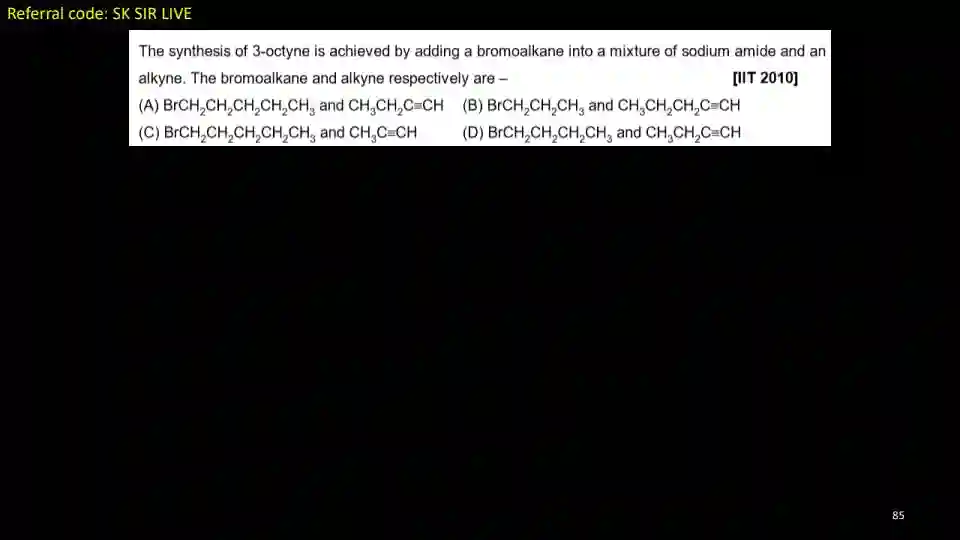 Referral code: SK SIR LIVE
The synthesis of 3-octyne is achieved by adding a bromoalkane into a mixture of sodium amide and an
alkyne. The bromoalkane and alkyne respectively are – [IIT 2010]
(A) BrCH₂CH₂CH₂CH₂CH₃ and CH₃CH₂C≡CH (B) BrCH₂CH₂CH₃ and CH₃CH₂CH₂C≡CH
(C) BrCH₂CH₂CH₂CH₂CH₃ and CH₃C≡CH (D) BrCH₂CH₂CH₂CH₃ and CH₃CH₂C≡CH
85